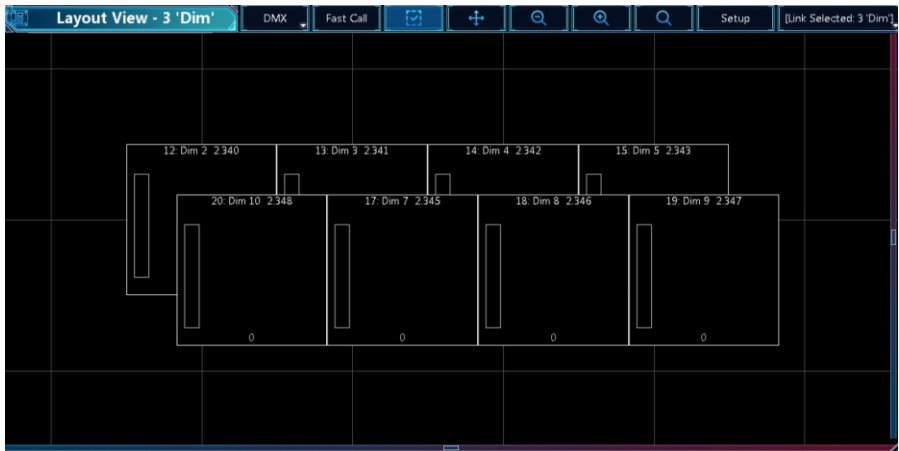 Layout View - 3 'Dim' DMX Fast Call Setup [Link Selected: 3 'Dim']
12: Dim 2 2.340 13: Dim 3 2.341 14: Dim 4 2.342 15: Dim 5 2.343
20: Dim 10 2.348 17: Dim 7 2.345 18: Dim 8 2.346 19: Dim 9 2.347
0 0 0 0